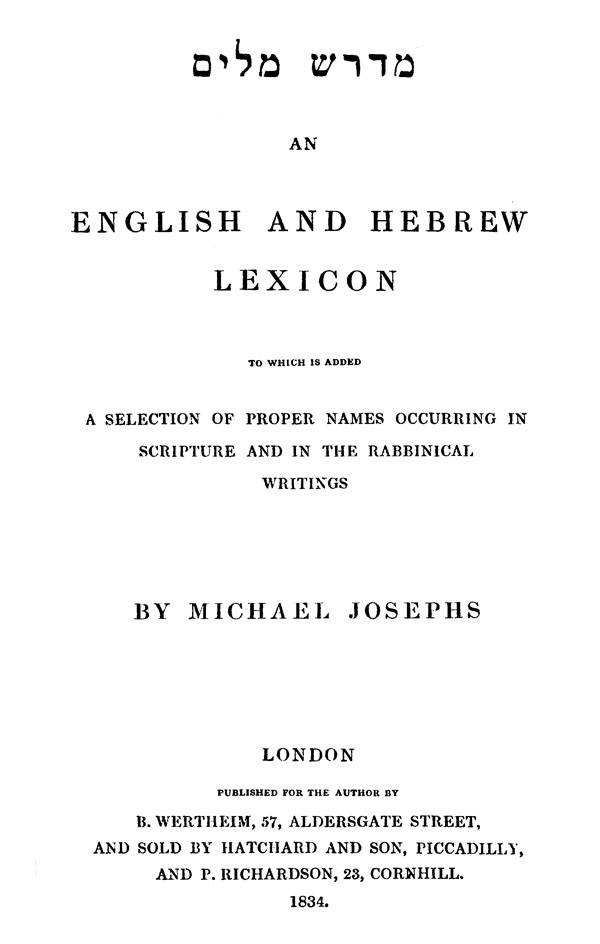 מדרש מלים
AN
ENGLISH AND HEBREW
LEXICON
TO WHICH IS ADDED
A SELECTION OF PROPER NAMES OCCURRING IN
SCRIPTURE AND IN THE RABBINICAL
WRITINGS
BY MICHAEL JOSEPHS
LONDON
PUBLISHED FOR THE AUTHOR BY
B. WERTHEIM, 57, ALDERSGATE STREET,
AND SOLD BY HATCHARD AND SON, PICCADILLY,
AND P. RICHARDSON, 23, CORNHILL.
1834.